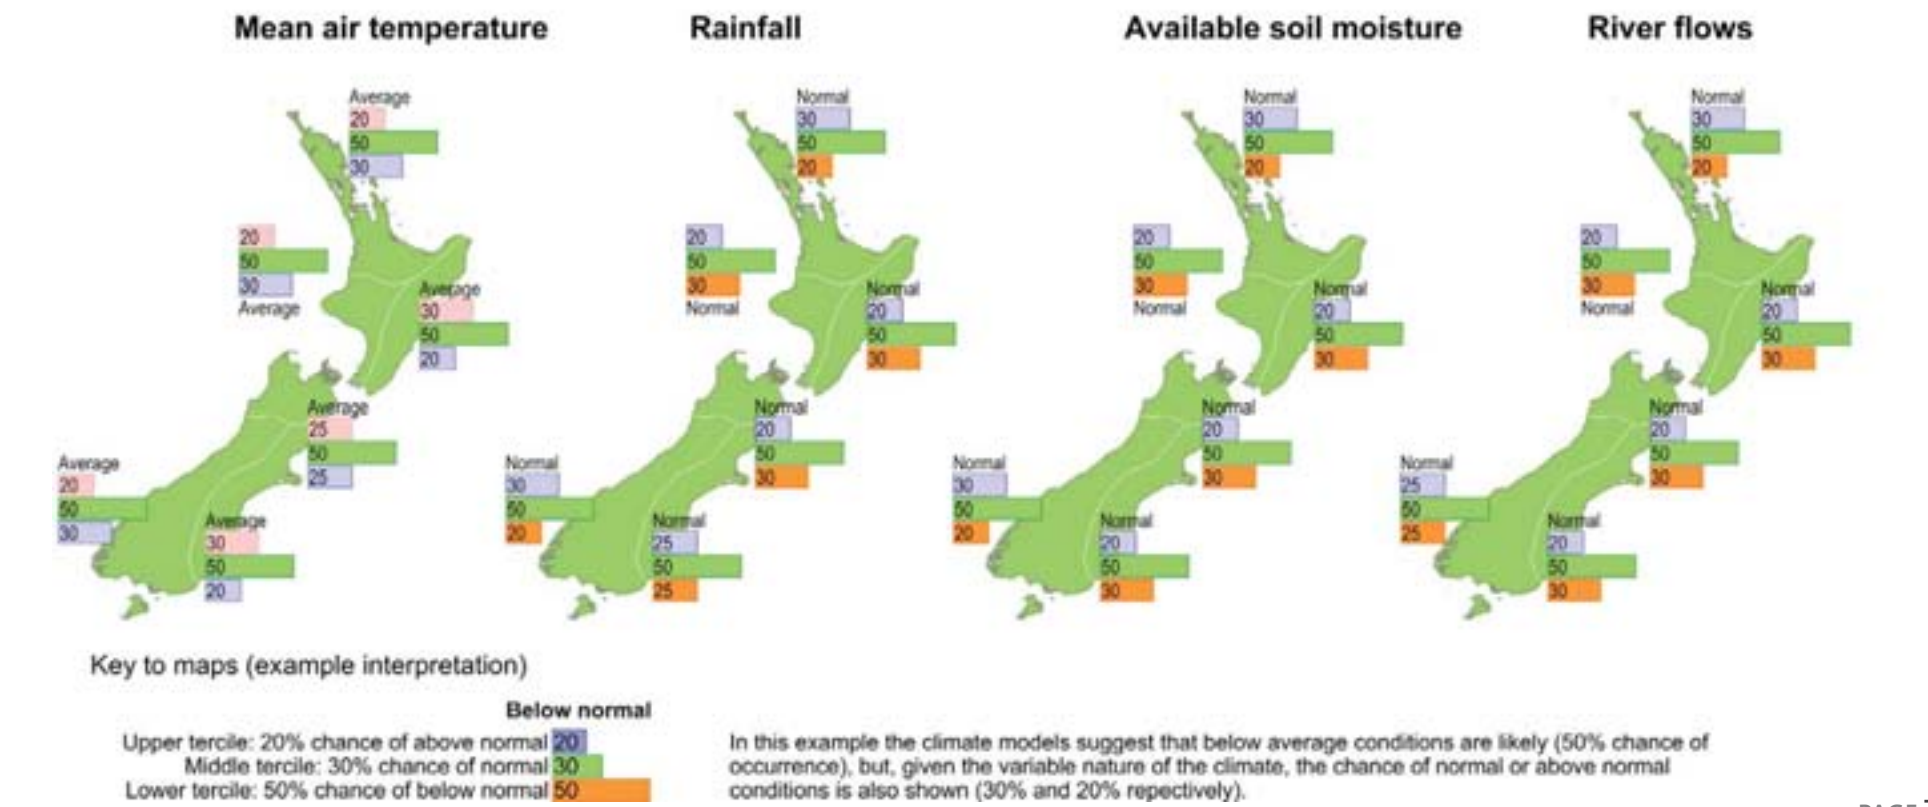 Mean air temperature
Rainfall
Available soil moisture
River flows
Average
20
50
30
20
50
30
Average
Average
30
50
20
Average
25
50
25
Average
20
50
30
Average
30
50
20
Normal
30
50
20
20
50
30
Normal
Normal
20
50
30
Normal
20
50
30
Normal
30
50
20
Normal
25
50
25
Normal
30
50
20
20
50
30
Normal
Normal
20
50
30
Normal
20
50
30
Normal
30
50
20
Normal
20
50
30
Normal
30
50
20
20
50
30
Normal
Normal
20
50
30
Normal
20
50
30
Normal
25
50
25
Normal
20
50
30
Key to maps (example interpretation)
Below normal
Upper tercile: 20% chance of above normal 20
Middle tercile: 30% chance of normal 30
Lower tercile: 50% chance of below normal 50
In this example the climate models suggest that below average conditions are likely (50% chance of
occurrence), but, given the variable nature of the climate, the chance of normal or above normal
conditions is also shown (30% and 20% repectively).